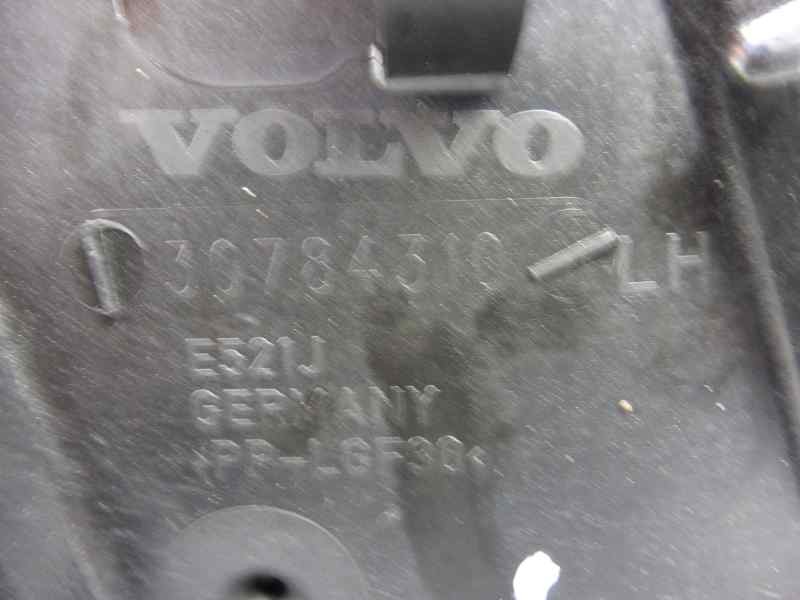 VOLVO
30784310 LH
E521J
GERMANY
>PP-LGF30<